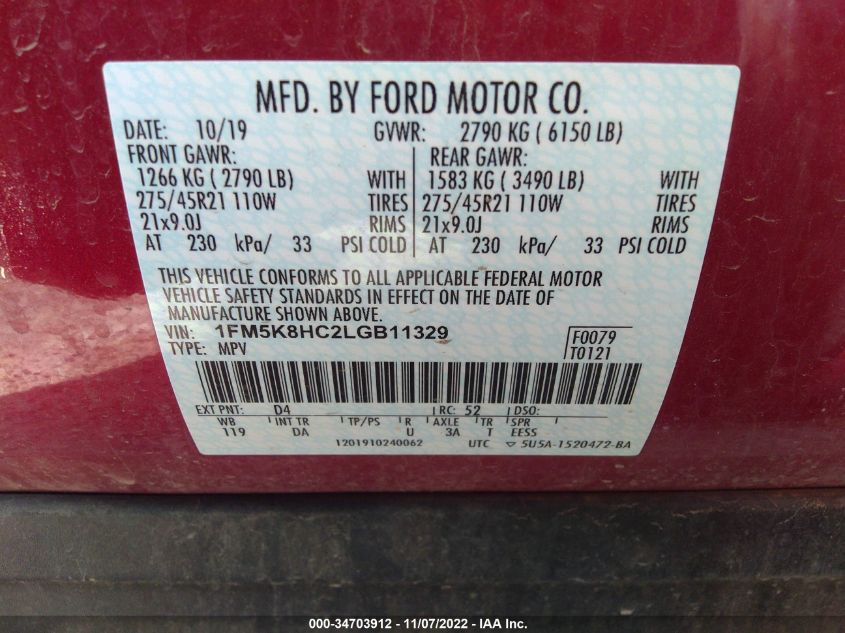 MFD. BY FORD MOTOR CO.
DATE: 10/19 GVWR: 2790 KG ( 6150 LB)
FRONT GAWR: REAR GAWR:
1266 KG ( 2790 LB) WITH 1583 KG ( 3490 LB) WITH
275/45R21 110W TIRES 275/45R21 110W TIRES
21x9.0J RIMS 21x9.0J RIMS
AT 230 kPa/ 33 PSI COLD AT 230 kPa/ 33 PSI COLD
THIS VEHICLE CONFORMS TO ALL APPLICABLE FEDERAL MOTOR
VEHICLE SAFETY STANDARDS IN EFFECT ON THE DATE OF
MANUFACTURE SHOWN ABOVE.
VIN: 1FM5K8HC2LGB11329 F0079
TYPE: MPV T0121
EXT PNT: D4 RC: 52 DSO:
WB INT TR TP/PS R AXLE TR SPR
119 DA U 3A T EESS
1201910240062 UTC ▽ 5U5A-1520472-BA
000-34703912 - 11/07/2022 - IAA Inc.